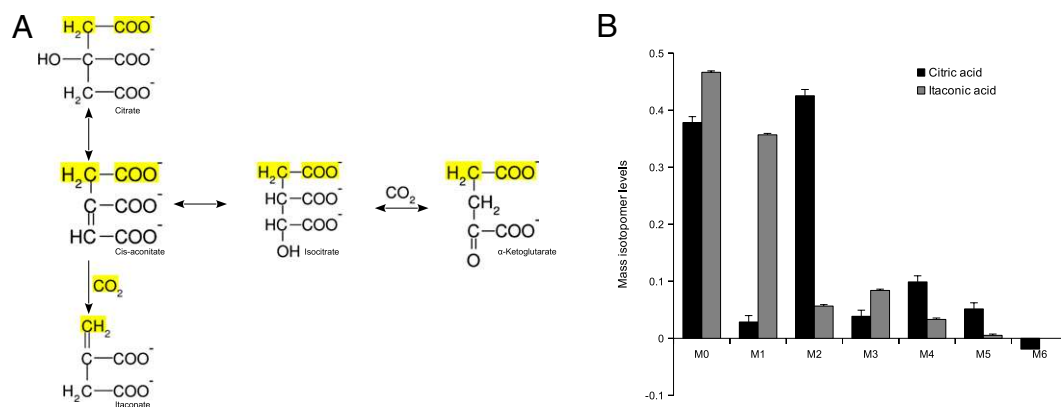 A
H₂C—COO⁻
HO—C—COO⁻
H₂C—COO⁻
Citrate
H₂C—COO⁻
C—COO⁻
HC—COO⁻
Cis-aconitate
CO₂
CH₂
C—COO⁻
H₂C—COO⁻
Itaconate
H₂C—COO⁻
HC—COO⁻
HC—COO⁻
OH
Isocitrate
CO₂
H₂C—COO⁻
CH₂
C—COO⁻
O
α-Ketoglutarate
B
Mass isotopomer levels
0.5
0.4
0.3
0.2
0.1
0
-0.1
Citric acid
Itaconic acid
M0 M1 M2 M3 M4 M5 M6